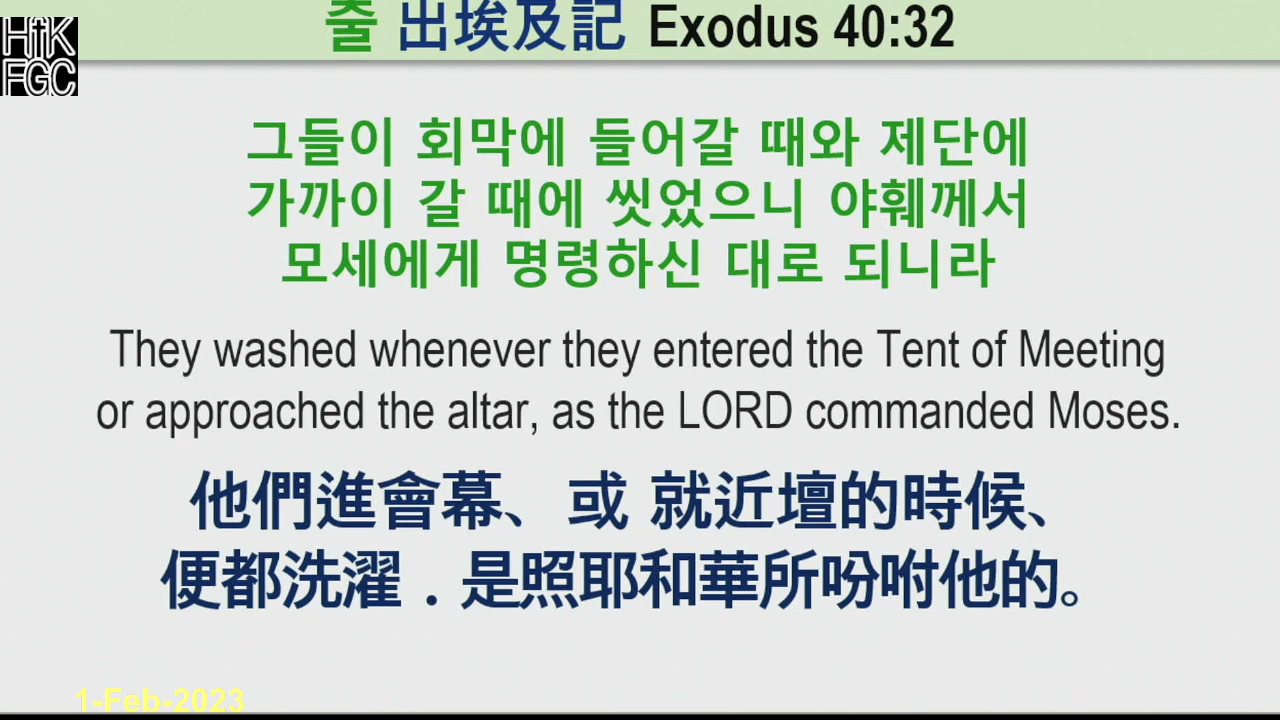 출 出埃及記 Exodus 40:32
HfK
FGC
그들이 회막에 들어갈 때와 제단에
가까이 갈 때에 씻었으니 야훼께서
모세에게 명령하신 대로 되니라
They washed whenever they entered the Tent of Meeting
or approached the altar, as the LORD commanded Moses.
他們進會幕、或 就近壇的時候、
便都洗濯．是照耶和華所吩咐他的。
1-Feb-2023